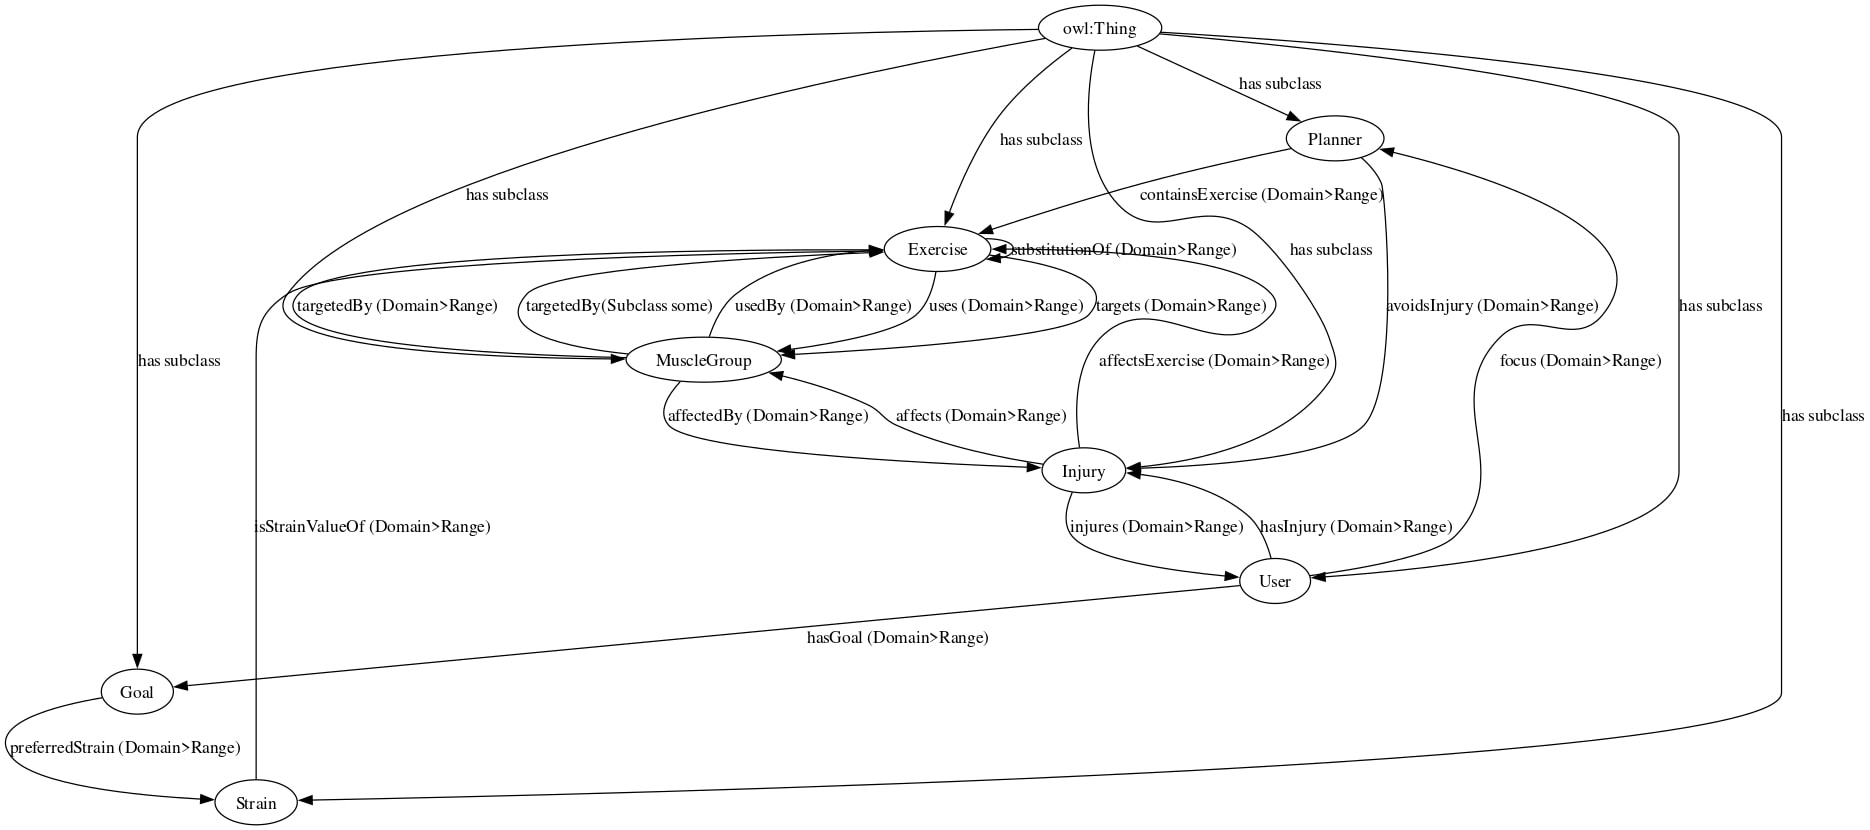 owl:Thing
has subclass
Planner
has subclass
has subclass
containsExercise (Domain>Range)
Exercise
substitutionOf (Domain>Range)
has subclass
targetedBy (Domain>Range)
targetedBy(Subclass some)
usedBy (Domain>Range)
uses (Domain>Range)
targets (Domain>Range)
avoidsInjury (Domain>Range)
has subclass
has subclass
MuscleGroup
affectsExercise (Domain>Range)
focus (Domain>Range)
affectedBy (Domain>Range)
affects (Domain>Range)
has subclass
Injury
isStrainValueOf (Domain>Range)
injures (Domain>Range)
hasInjury (Domain>Range)
User
hasGoal (Domain>Range)
Goal
preferredStrain (Domain>Range)
Strain